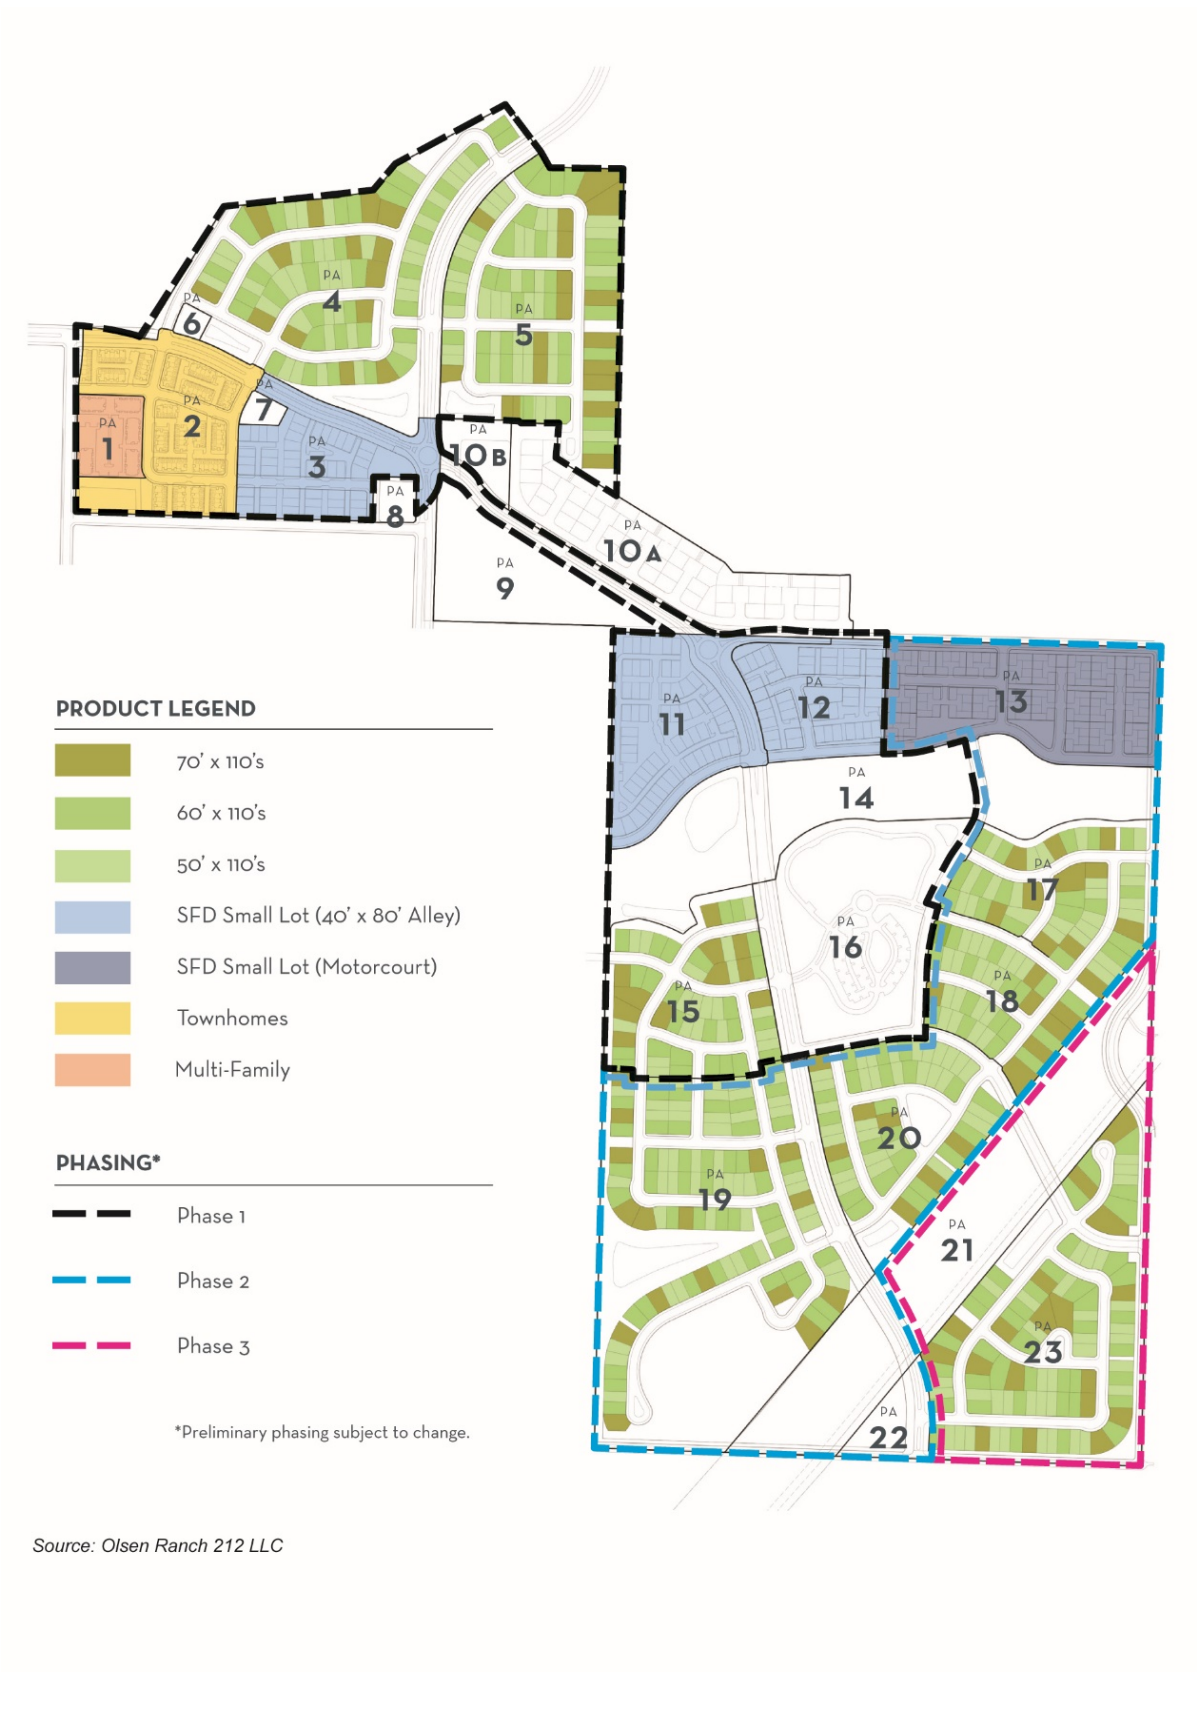 PA
4
PA
5
PA
6
PA
7
PA
1
PA
2
PA
3
PA
8
PA
10B
PA
10A
PA
9
PA
11
PA
12
PA
13
PA
14
PA
15
PA
16
PA
17
PA
18
PA
19
PA
20
PA
21
PA
22
PA
23
PRODUCT LEGEND
70' x 110's
60' x 110's
50' x 110's
SFD Small Lot (40' x 80' Alley)
SFD Small Lot (Motorcourt)
Townhomes
Multi-Family
PHASING*
Phase 1
Phase 2
Phase 3
*Preliminary phasing subject to change.
Source: Olsen Ranch 212 LLC